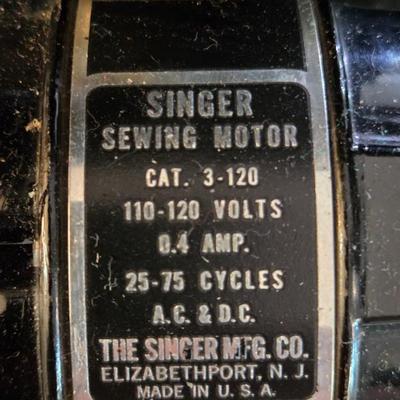 SINGER
SEWING MOTOR
CAT. 3-120
110-120 VOLTS
0.4 AMP.
25-75 CYCLES
A.C. & D.C.
THE SINGER MFG. CO.
ELIZABETHPORT, N. J.
MADE IN U. S. A.